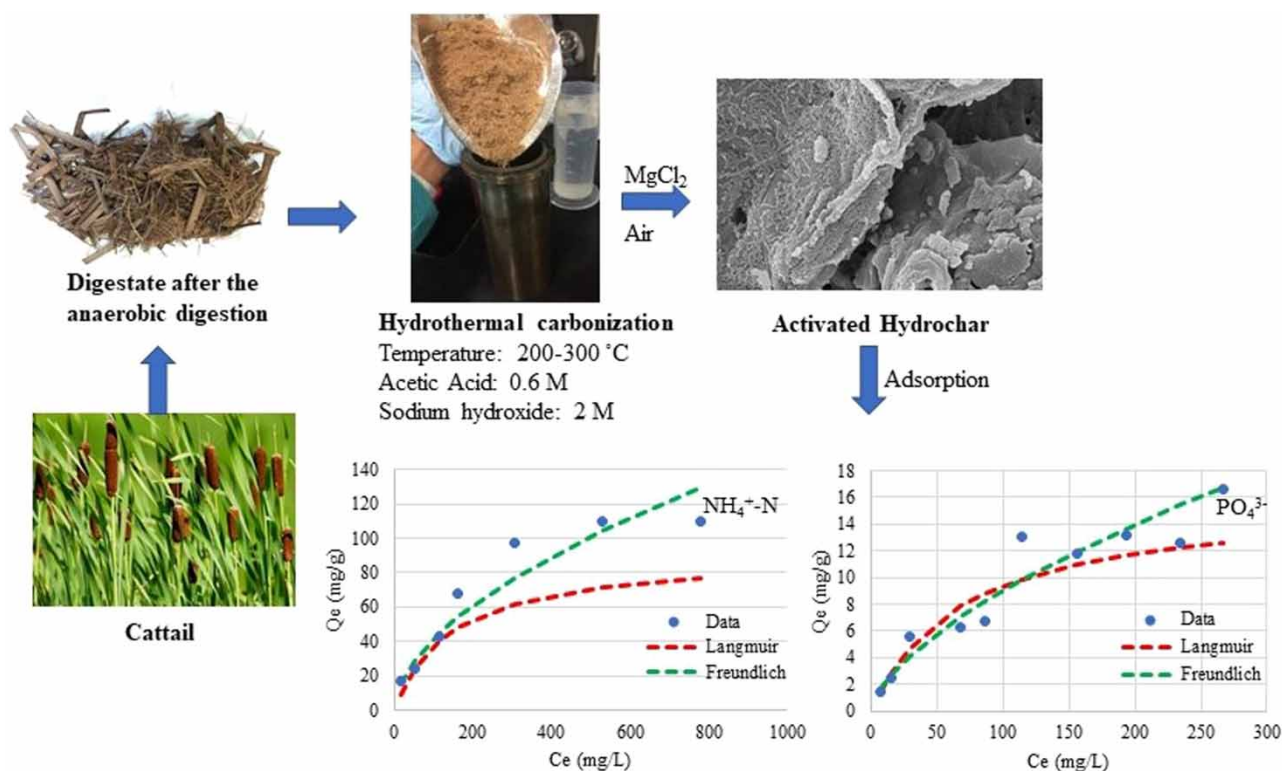 MgCl₂
Air
Digestate after the
anaerobic digestion
Hydrothermal carbonization
Temperature: 200-300 ˚C
Acetic Acid: 0.6 M
Sodium hydroxide: 2 M
Activated Hydrochar
Adsorption
Cattail
140
120
100
80
60
40
20
0
Qe (mg/g)
NH₄⁺-N
Data
Langmuir
Freundlich
0 200 400 600 800 1000
Ce (mg/L)
18
16
14
12
10
8
6
4
2
0
Qe (mg/g)
PO₄³⁻
Data
Langmuir
Freundlich
0 50 100 150 200 250 300
Ce (mg/L)